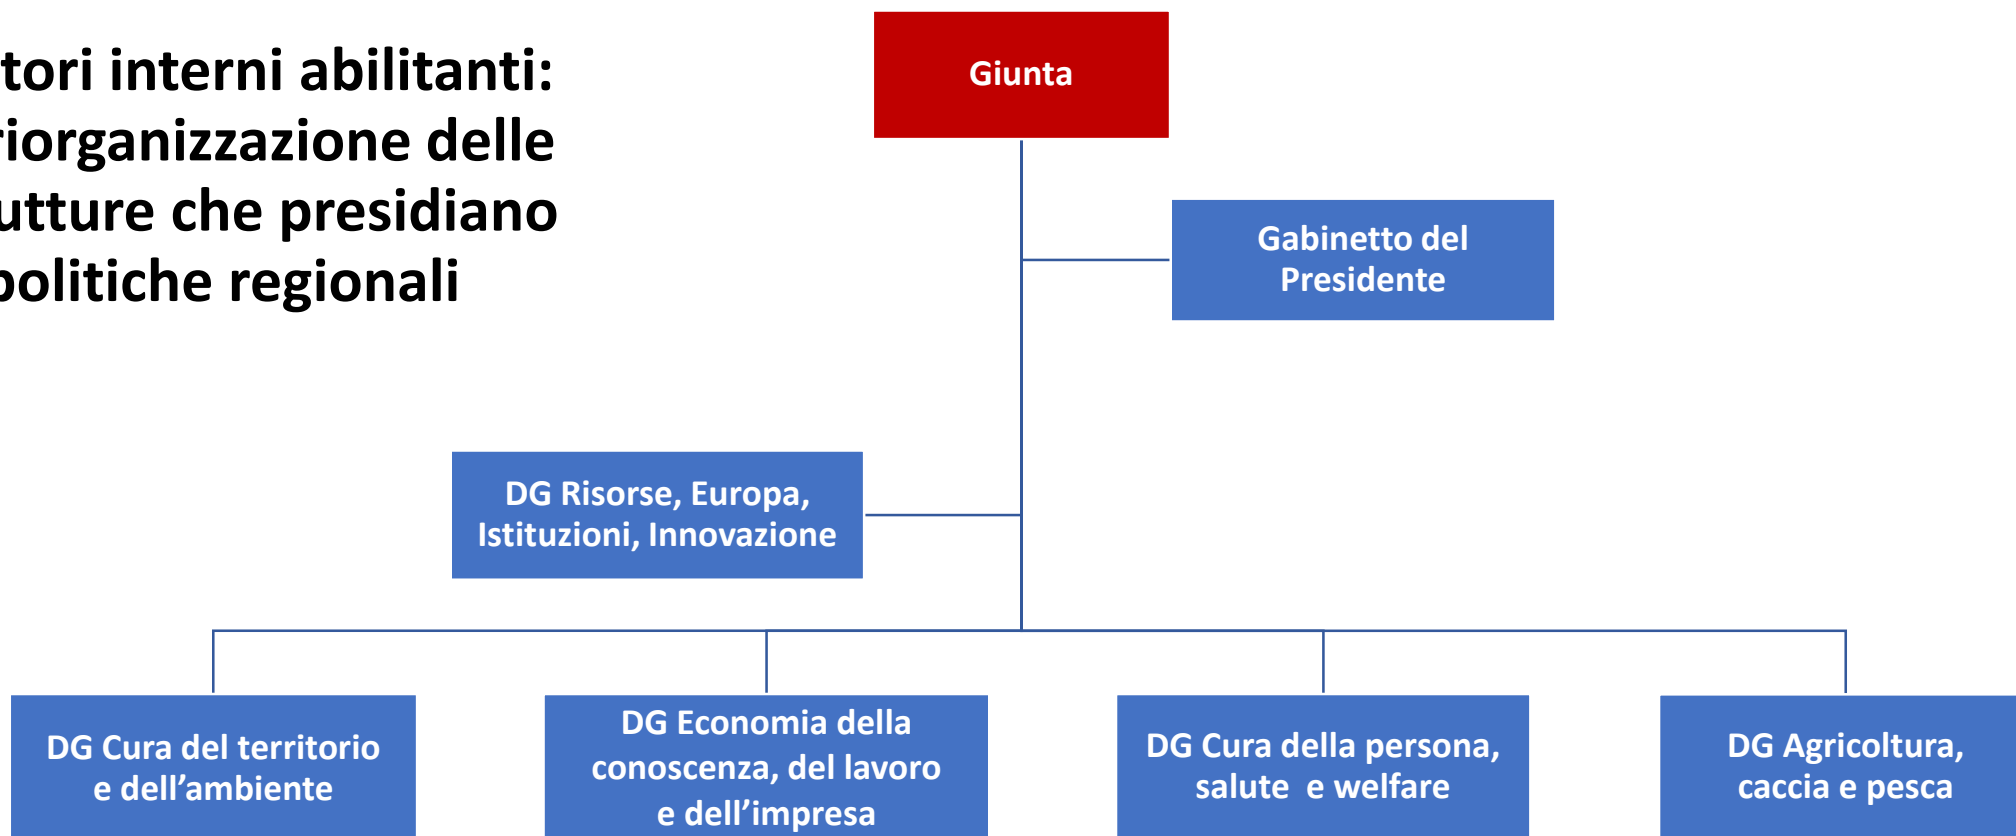 tori interni abilitanti:
riorganizzazione delle
utture che presidiano
politiche regionali
Giunta
Gabinetto del
Presidente
DG Risorse, Europa,
Istituzioni, Innovazione
DG Cura del territorio
e dell’ambiente
DG Economia della
conoscenza, del lavoro
e dell’impresa
DG Cura della persona,
salute e welfare
DG Agricoltura,
caccia e pesca